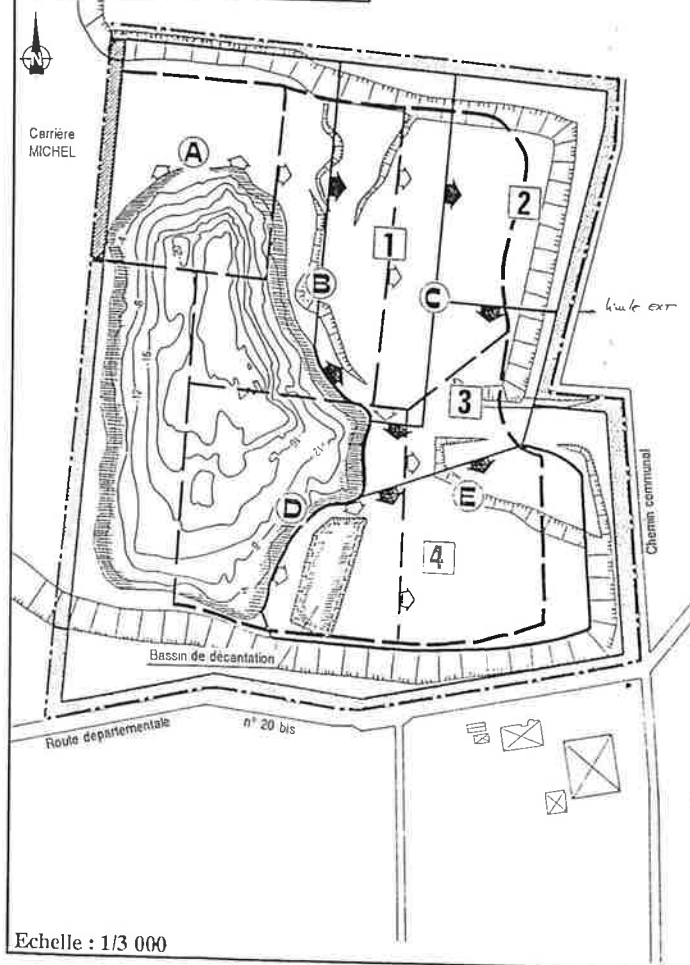 N
Carrière
MICHEL
A
2
1
B
C
limite EXT
3
D
E
4
Chemin communal
Bassin de décantation
Route départementale n° 20 bis
Echelle : 1/3 000